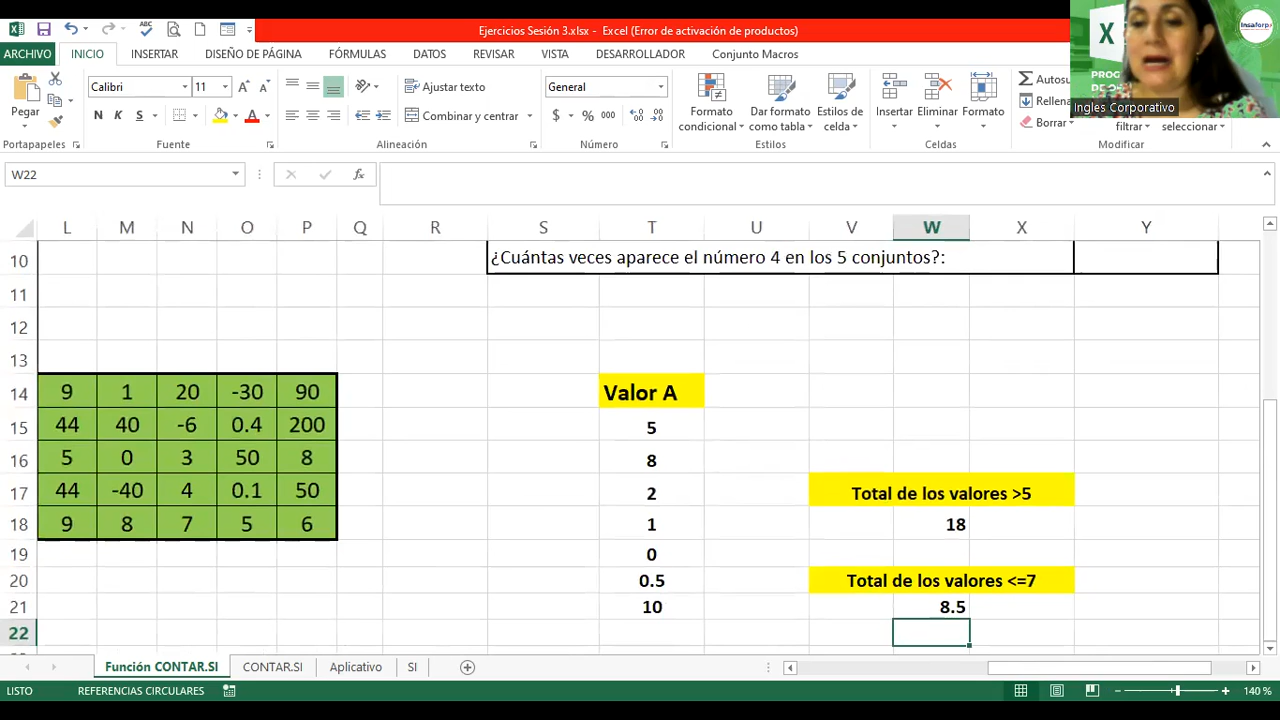 Ejercicios Sesión 3.xlsx - Excel (Error de activación de productos)
ARCHIVO INICIO INSERTAR DISEÑO DE PÁGINA FÓRMULAS DATOS REVISAR VISTA DESARROLLADOR Conjunto Macros
Insaforp
PROG
DE O
Ingles Corporativo
Pegar
Calibri 11
N K S
Ajustar texto
Combinar y centrar
General
$ % 000
Formato condicional
Dar formato como tabla
Estilos de celda
Insertar
Eliminar
Formato
Autosu
Rellena
Borrar
filtrar
seleccionar
Portapapeles Fuente Alineación Número Estilos Celdas Modificar
W22
fx
L M N O P Q R S T U V W X Y
10 ¿Cuántas veces aparece el número 4 en los 5 conjuntos?:
11
12
13
14 9 1 20 -30 90 Valor A
15 44 40 -6 0.4 200 5
16 5 0 3 50 8 8
17 44 -40 4 0.1 50 2 Total de los valores >5
18 9 8 7 5 6 1 18
19 0
20 0.5 Total de los valores <=7
21 10 8.5
22
Función CONTAR.SI CONTAR.SI Aplicativo SI
LISTO REFERENCIAS CIRCULARES 140 %